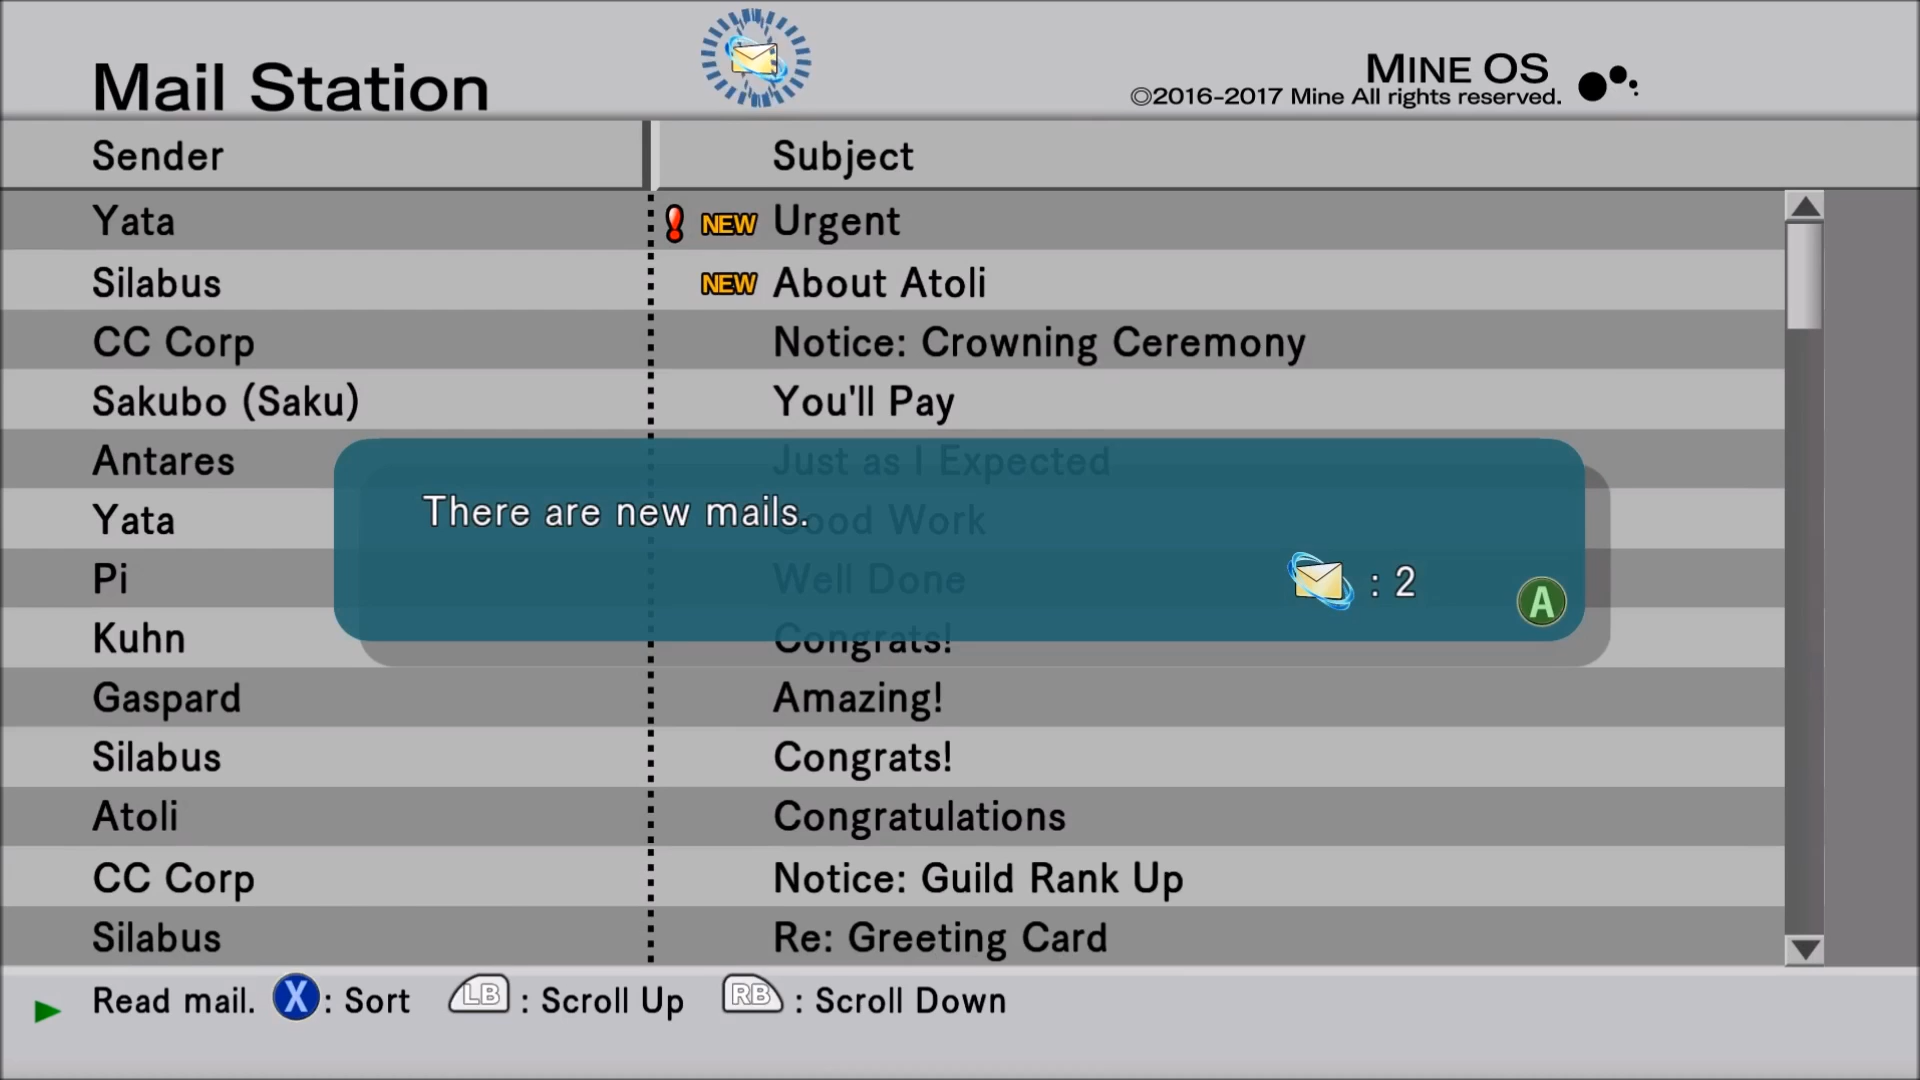 Mail Station
MINE OS
©2016-2017 Mine All rights reserved.
Sender Subject
Yata NEW Urgent
Silabus NEW About Atoli
CC Corp Notice: Crowning Ceremony
Sakubo (Saku) You'll Pay
Antares Just as I Expected
There are new mails.
Yata Good Work
Pi Well Done
: 2
A
Kuhn Congrats!
Gaspard Amazing!
Silabus Congrats!
Atoli Congratulations
CC Corp Notice: Guild Rank Up
Silabus Re: Greeting Card
Read mail. X: Sort LB : Scroll Up RB : Scroll Down